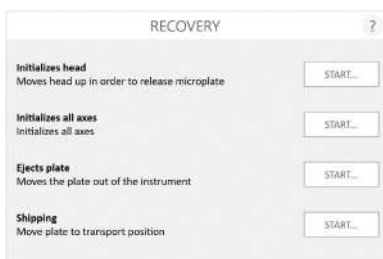 RECOVERY ?
Initializes head
Moves head up in order to release microplate
START...
Initializes all axes
Initializes all axes
START...
Ejects plate
Moves the plate out of the instrument
START...
Shipping
Move plate to transport position
START...